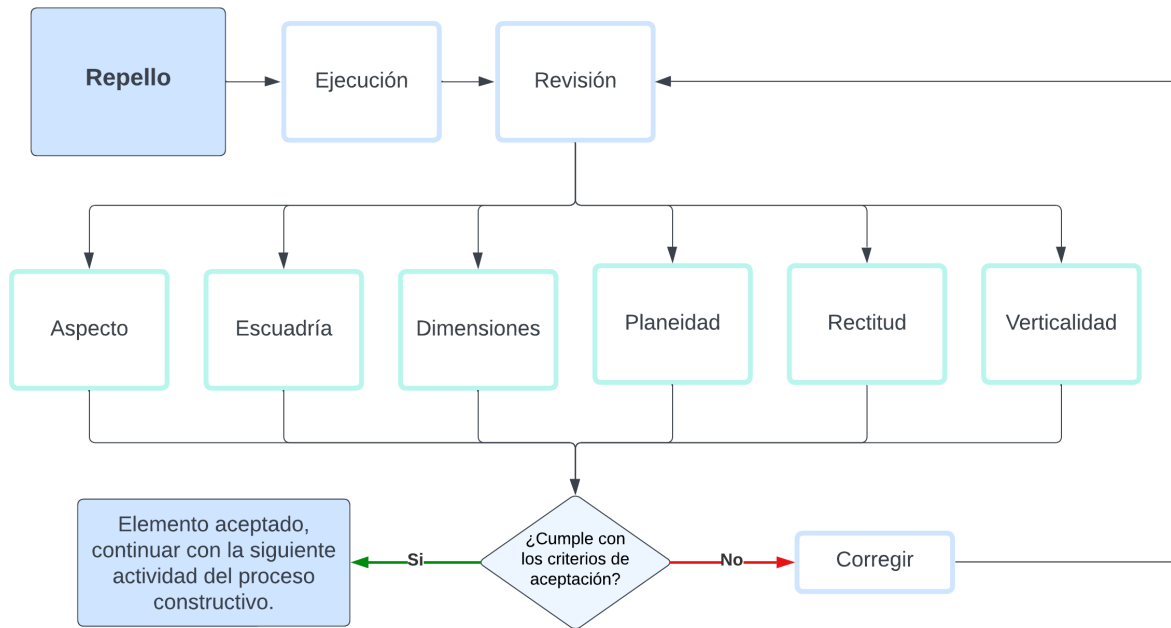 Repello
Ejecución
Revisión
Aspecto
Escuadría
Dimensiones
Planeidad
Rectitud
Verticalidad
Elemento aceptado,
continuar con la siguiente
actividad del proceso
constructivo.
Si
¿Cumple con
los criterios de
aceptación?
No
Corregir